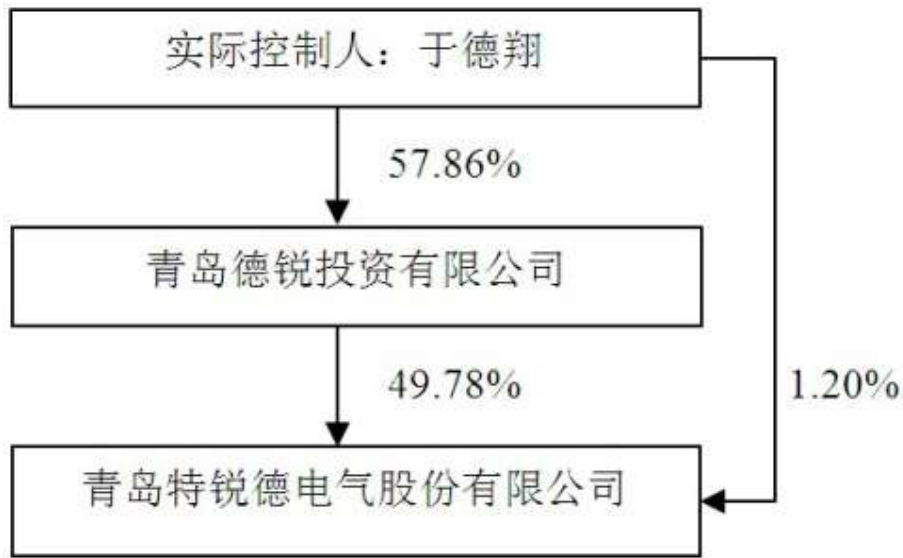 实际控制人：于德翔
57.86%
青岛德锐投资有限公司
49.78%
1.20%
青岛特锐德电气股份有限公司